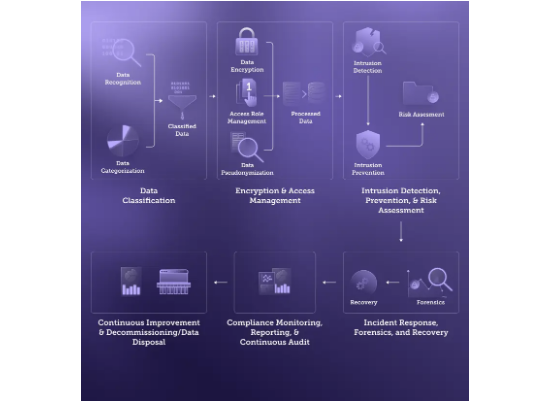 Data
Recognition
Data
Categorization
Classified
Data
Data
Classification
Data
Encryption
1
Access Role
Management
Data
Pseudonymization
Processed
Data
Encryption & Access
Management
Intrusion
Detection
Intrusion
Prevention
Risk Assessment
Intrusion Detection,
Prevention, & Risk
Assessment
Forensics
Recovery
Incident Response,
Forensics, and Recovery
Compliance Monitoring,
Reporting, &
Continuous Audit
Continuous Improvement
& Decommissioning/Data
Disposal